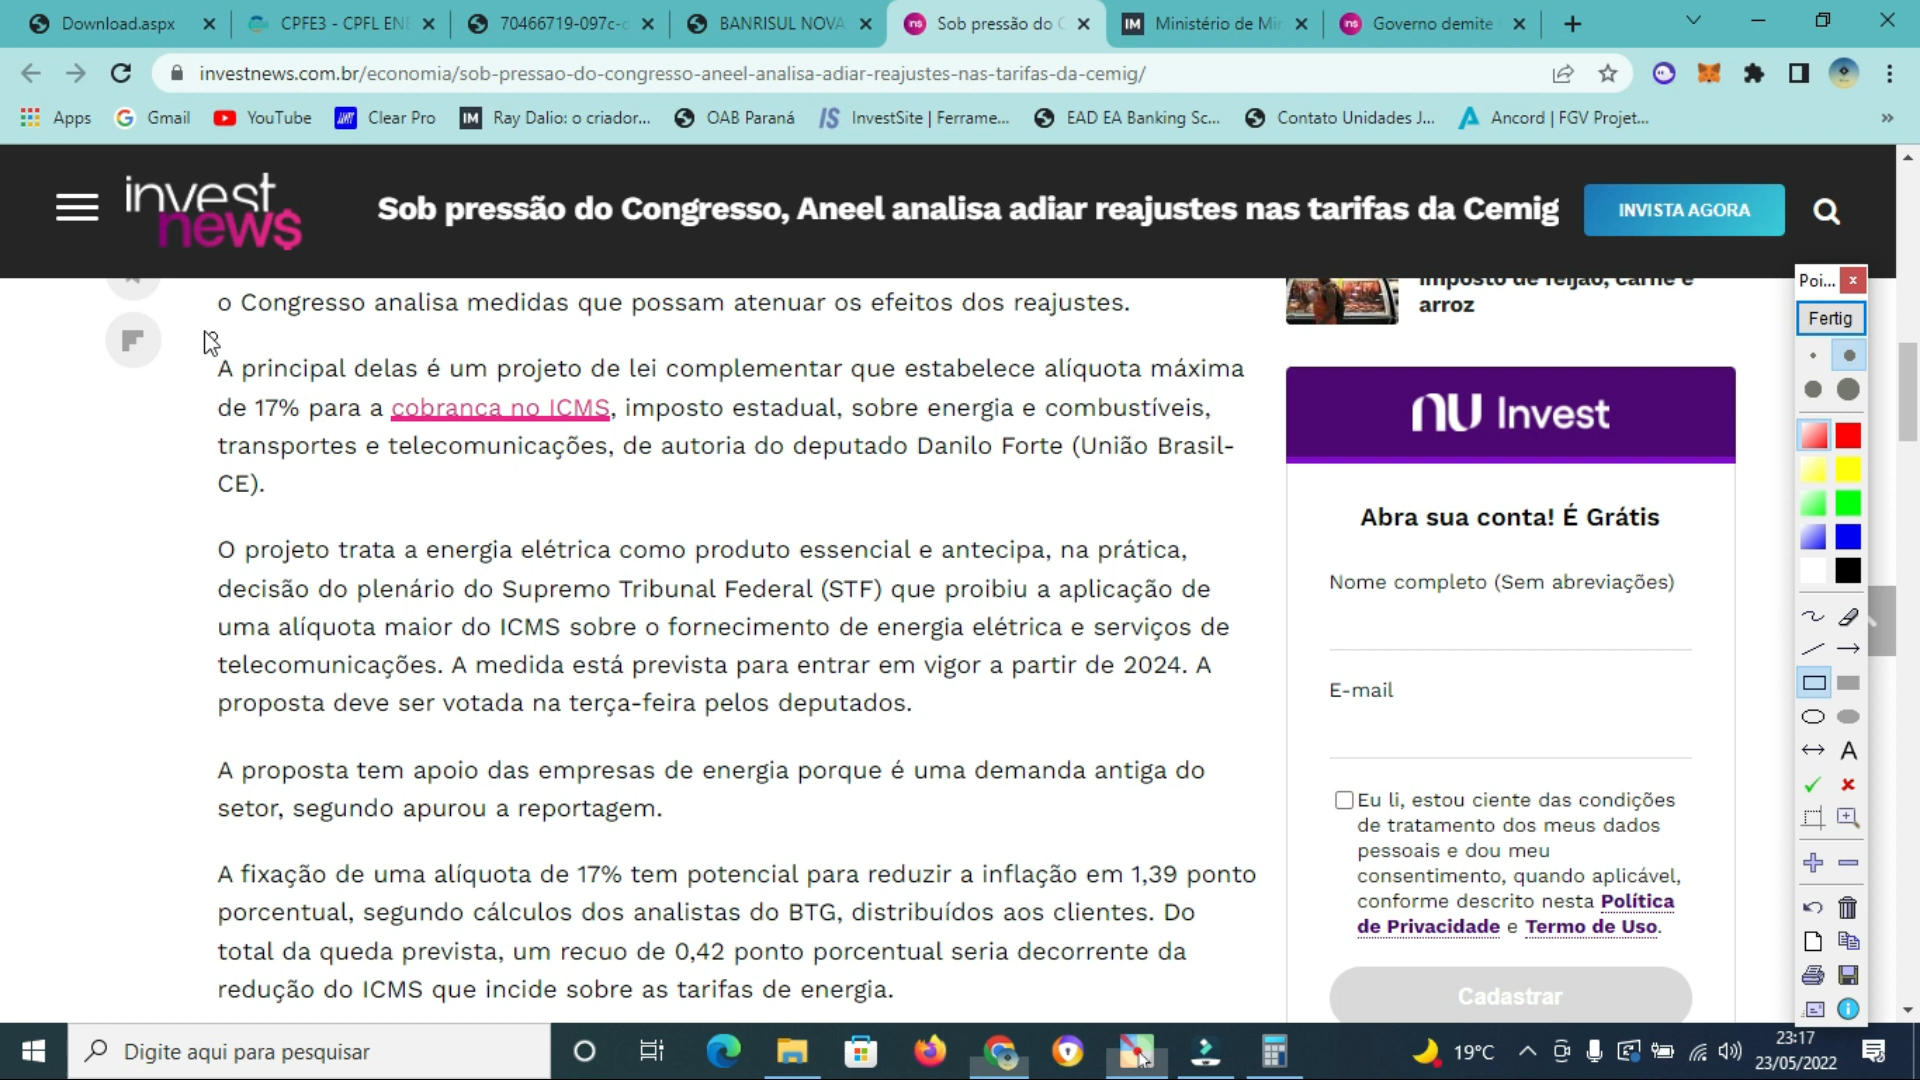 Download.aspx
CPFE3 - CPFL ENE
70466719-097c-
BANRISUL NOVA
Sob pressão do C
Ministério de Mi
Governo demite
investnews.com.br/economia/sob-pressao-do-congresso-aneel-analisa-adiar-reajustes-nas-tarifas-da-cemig/
Apps
Gmail
YouTube
Clear Pro
IM
Ray Dalio: o criador...
OAB Paraná
InvestSite | Ferrame...
EAD EA Banking Sc...
Contato Unidades J...
Ancord | FGV Projet...
»
invest
new$
Sob pressão do Congresso, Aneel analisa adiar reajustes nas tarifas da Cemig
INVISTA AGORA
o Congresso analisa medidas que possam atenuar os efeitos dos reajustes.
A principal delas é um projeto de lei complementar que estabelece alíquota máxima
de 17% para a cobrança no ICMS, imposto estadual, sobre energia e combustíveis,
transportes e telecomunicações, de autoria do deputado Danilo Forte (União Brasil-
CE).
O projeto trata a energia elétrica como produto essencial e antecipa, na prática,
decisão do plenário do Supremo Tribunal Federal (STF) que proibiu a aplicação de
uma alíquota maior do ICMS sobre o fornecimento de energia elétrica e serviços de
telecomunicações. A medida está prevista para entrar em vigor a partir de 2024. A
proposta deve ser votada na terça-feira pelos deputados.
A proposta tem apoio das empresas de energia porque é uma demanda antiga do
setor, segundo apurou a reportagem.
A fixação de uma alíquota de 17% tem potencial para reduzir a inflação em 1,39 ponto
porcentual, segundo cálculos dos analistas do BTG, distribuídos aos clientes. Do
total da queda prevista, um recuo de 0,42 ponto porcentual seria decorrente da
redução do ICMS que incide sobre as tarifas de energia.
imposto de feijão, carne e
arroz
nu Invest
Abra sua conta! É Grátis
Nome completo (Sem abreviações)
E-mail
Eu li, estou ciente das condições
de tratamento dos meus dados
pessoais e dou meu
consentimento, quando aplicável,
conforme descrito nesta Política
de Privacidade e Termo de Uso.
Cadastrar
Poi...
Fertig
A
Digite aqui para pesquisar
19°C
23:17
23/05/2022